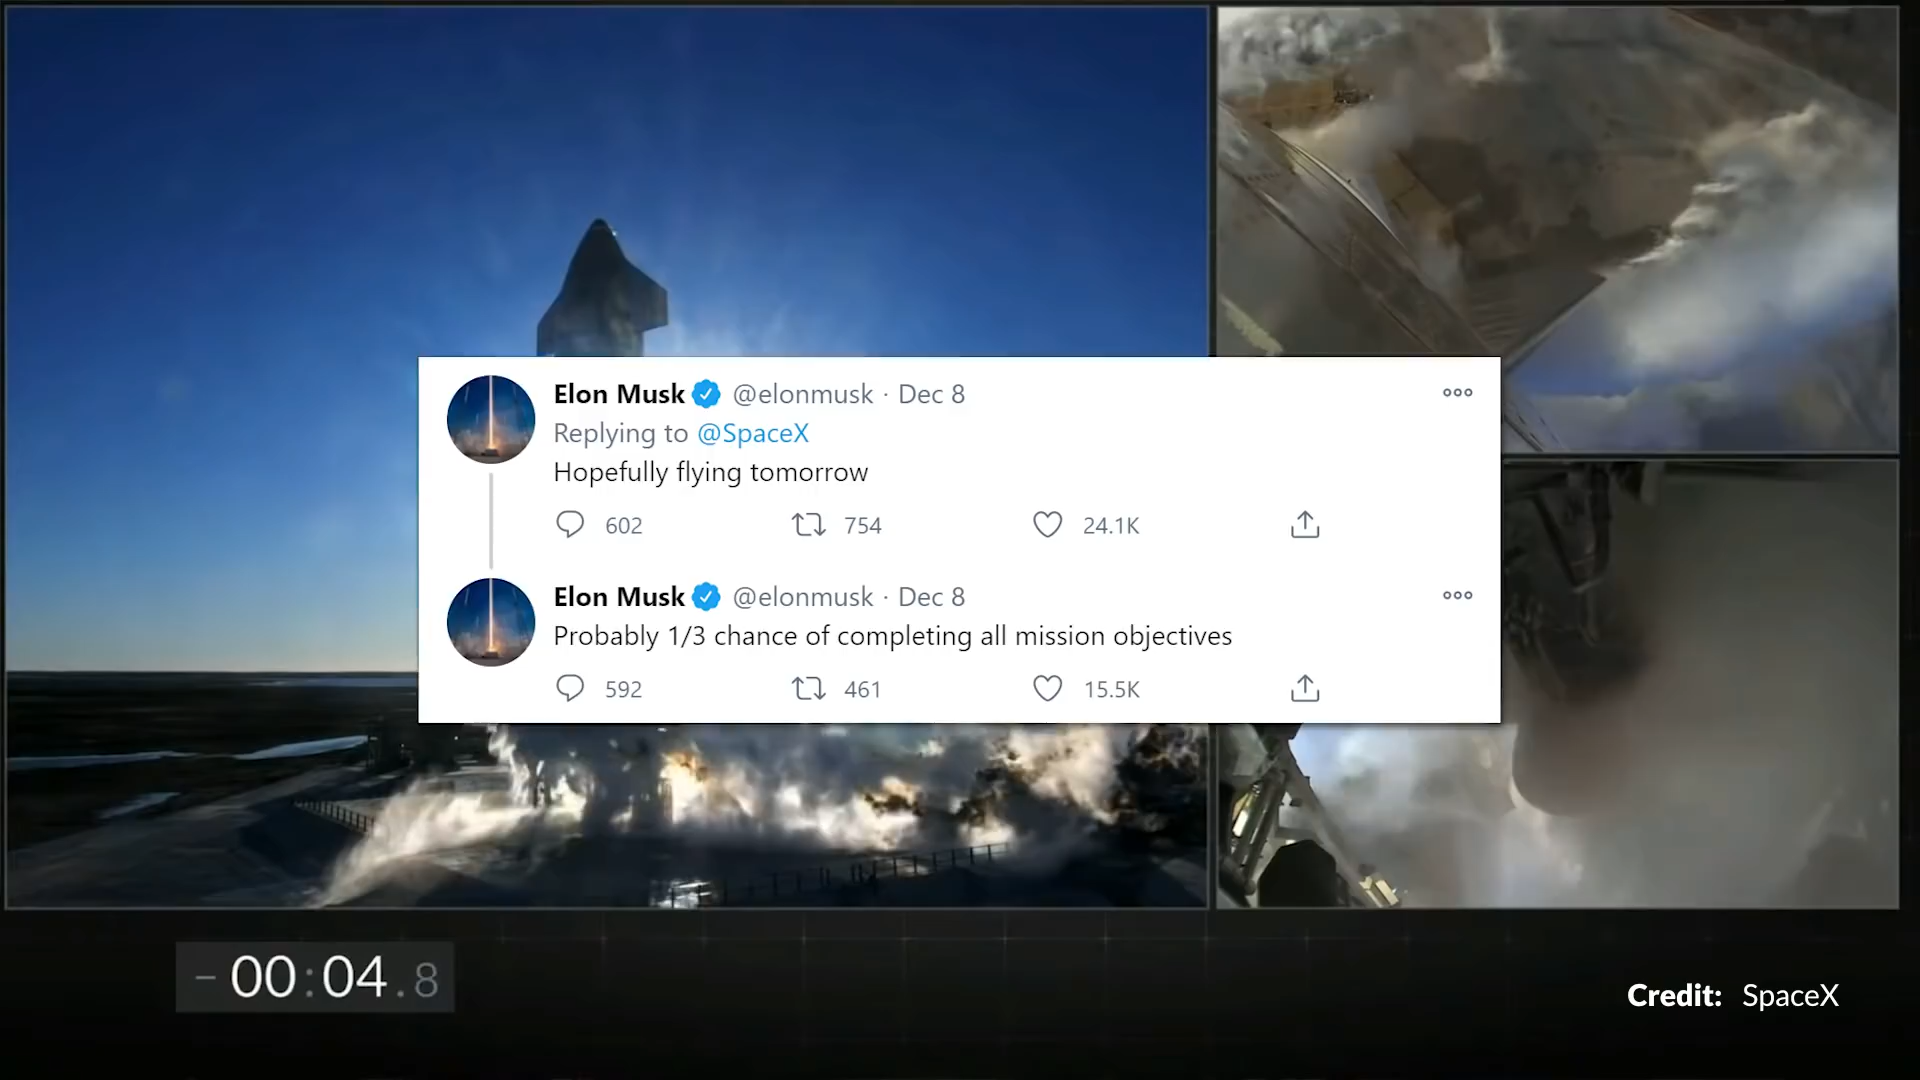 Elon Musk @elonmusk · Dec 8
Replying to @SpaceX
Hopefully flying tomorrow
602 754 24.1K
Elon Musk @elonmusk · Dec 8
Probably 1/3 chance of completing all mission objectives
592 461 15.5K
- 00:04.8
Credit: SpaceX